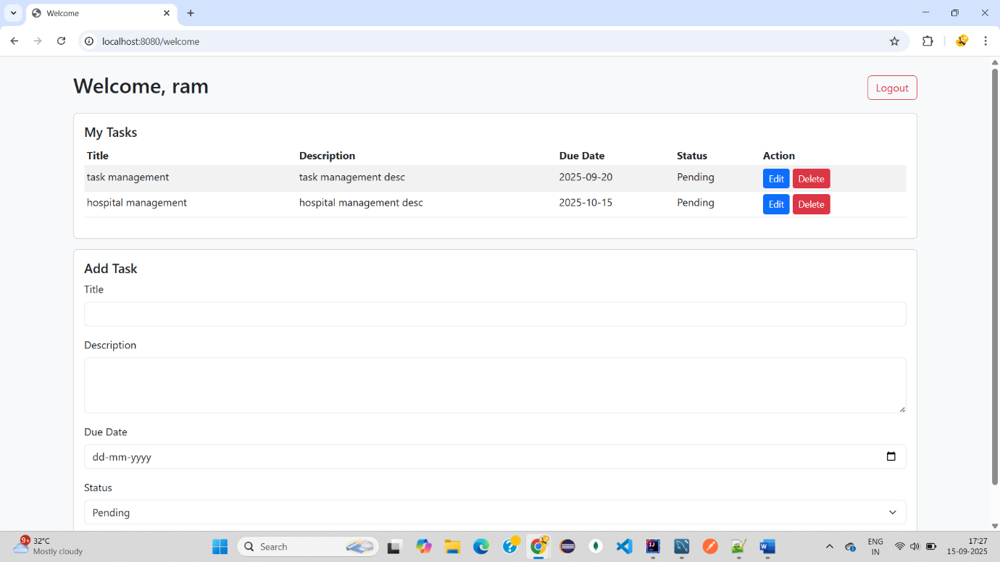 Welcome
localhost:8080/welcome
Welcome, ram
Logout
My Tasks
Title Description Due Date Status Action
task management task management desc 2025-09-20 Pending Edit Delete
hospital management hospital management desc 2025-10-15 Pending Edit Delete
Add Task
Title
Description
Due Date
dd-mm-yyyy
Status
Pending
9+ 32°C
Mostly cloudy
Search
ENG
IN
17:27
15-09-2025